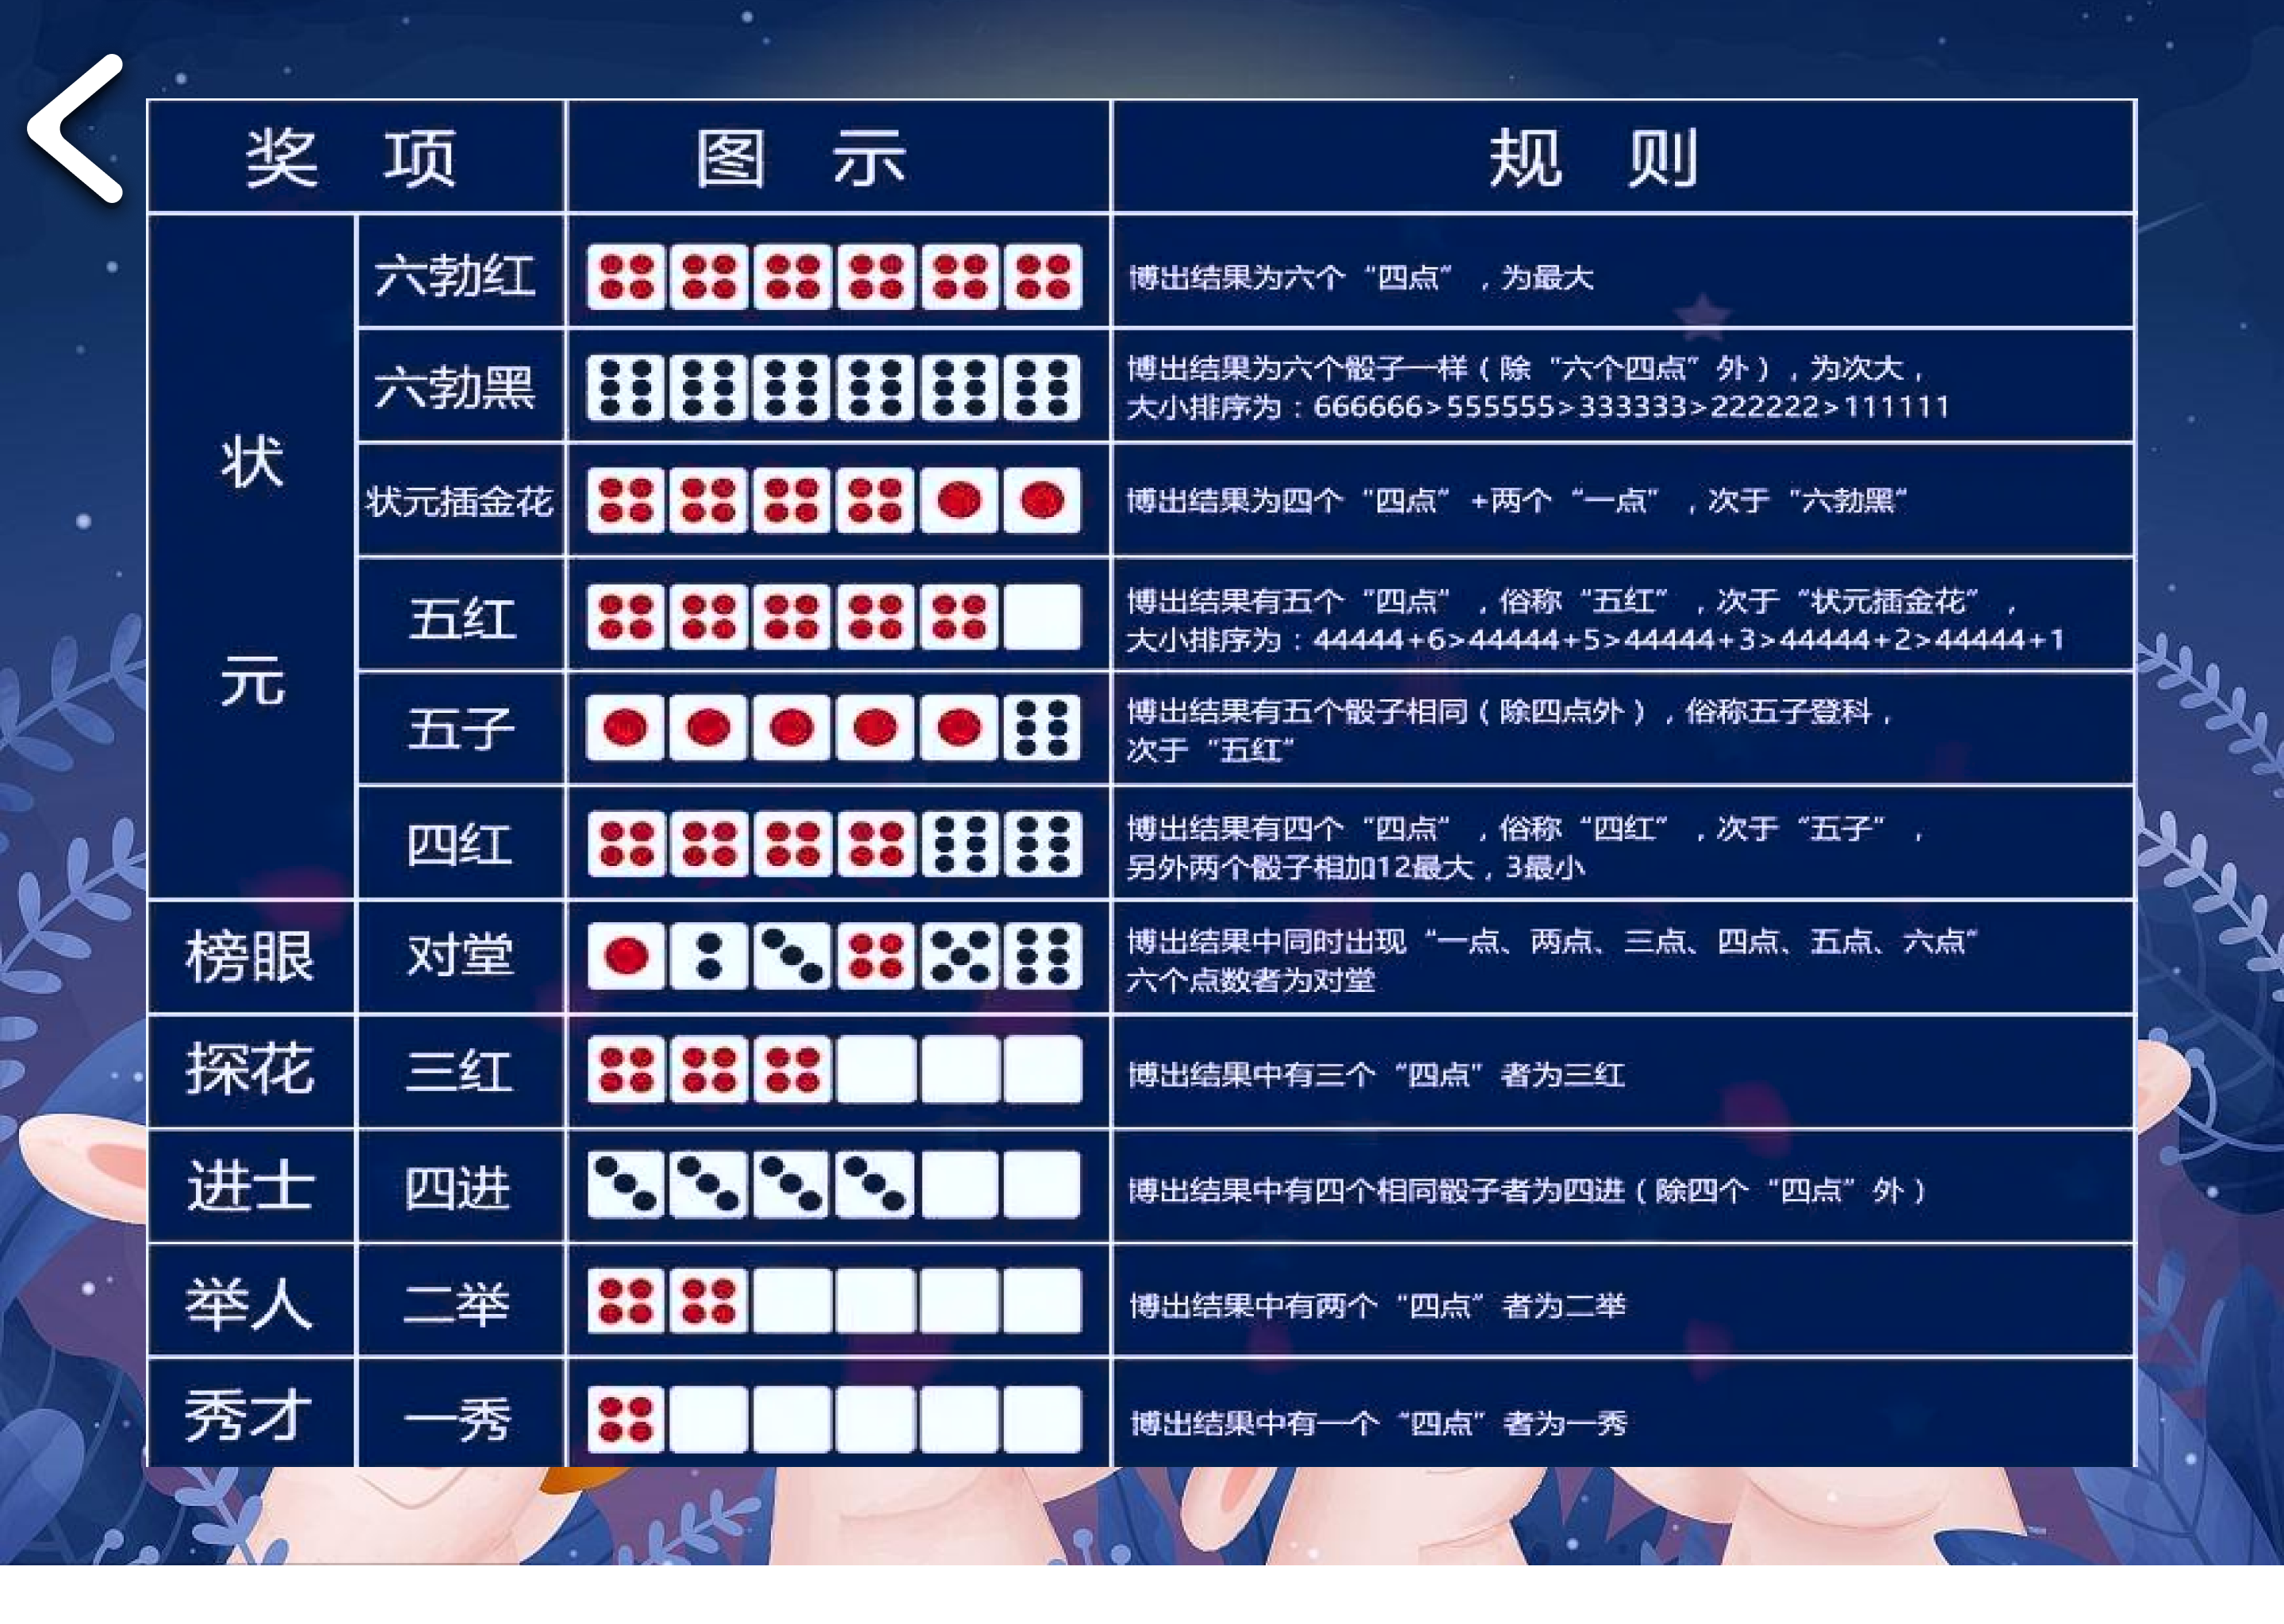 奖 项 图 示 规 则
状元
六勃红 博出结果为六个“四点”，为最大
六勃黑 博出结果为六个骰子一样（除“六个四点”外），为次大，
大小排序为：666666>555555>333333>222222>111111
状元插金花 博出结果为四个“四点”+两个“一点”，次于“六勃黑”
五红 博出结果有五个“四点”，俗称“五红”，次于“状元插金花”，
大小排序为：44444+6>44444+5>44444+3>44444+2>44444+1
五子 博出结果有五个骰子相同（除四点外），俗称五子登科，
次于“五红”
四红 博出结果有四个“四点”，俗称“四红”，次于“五子”，
另外两个骰子相加12最大，3最小
榜眼 对堂 博出结果中同时出现“一点、两点、三点、四点、五点、六点”
六个点数者为对堂
探花 三红 博出结果中有三个“四点”者为三红
进士 四进 博出结果中有四个相同骰子者为四进（除四个“四点”外）
举人 二举 博出结果中有两个“四点”者为二举
秀才 一秀 博出结果中有一个“四点”者为一秀